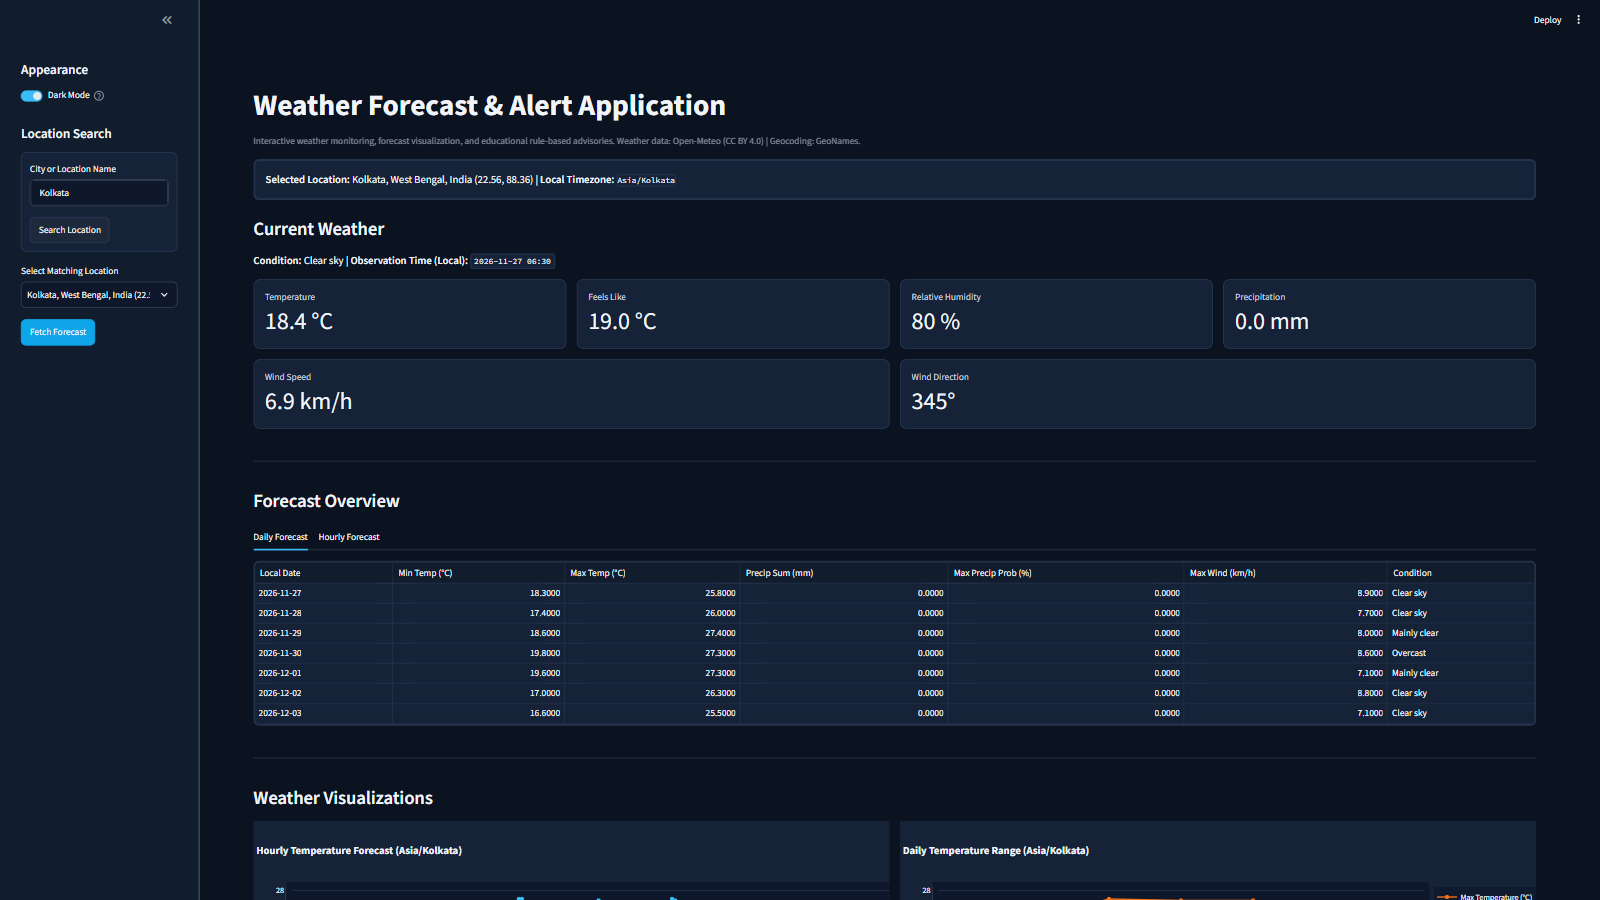 Deploy
Appearance
Dark Mode
Location Search
City or Location Name
Kolkata
Search Location
Select Matching Location
Kolkata, West Bengal, India (22.
Fetch Forecast
Weather Forecast & Alert Application
Interactive weather monitoring, forecast visualization, and educational rule-based advisories. Weather data: Open-Meteo (CC BY 4.0) | Geocoding: GeoNames.
Selected Location: Kolkata, West Bengal, India (22.56, 88.36) | Local Timezone: Asia/Kolkata
Current Weather
Condition: Clear sky | Observation Time (Local): 2026-11-27 06:30
Temperature
18.4 °C
Feels Like
19.0 °C
Relative Humidity
80 %
Precipitation
0.0 mm
Wind Speed
6.9 km/h
Wind Direction
345°
Forecast Overview
Daily Forecast Hourly Forecast
Local Date Min Temp (°C) Max Temp (°C) Precip Sum (mm) Max Precip Prob (%) Max Wind (km/h) Condition
2026-11-27 18.3000 25.8000 0.0000 0.0000 8.9000 Clear sky
2026-11-28 17.4000 26.0000 0.0000 0.0000 7.7000 Clear sky
2026-11-29 18.6000 27.4000 0.0000 0.0000 8.0000 Mainly clear
2026-11-30 19.8000 27.3000 0.0000 0.0000 8.6000 Overcast
2026-12-01 19.6000 27.3000 0.0000 0.0000 7.1000 Mainly clear
2026-12-02 17.0000 26.3000 0.0000 0.0000 8.8000 Clear sky
2026-12-03 16.6000 25.5000 0.0000 0.0000 7.1000 Clear sky
Weather Visualizations
Hourly Temperature Forecast (Asia/Kolkata)
28
Daily Temperature Range (Asia/Kolkata)
28
Max Temperature (°C)